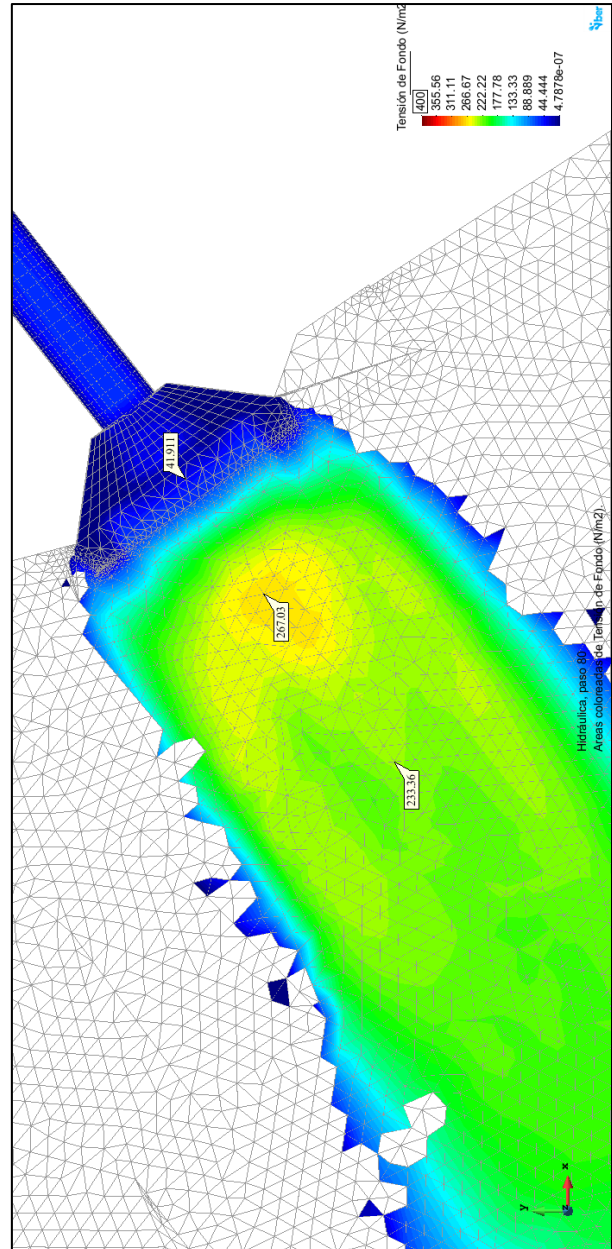 Tensión de Fondo (N/m2)
400
355.56
311.11
266.67
222.22
177.78
133.33
88.889
44.444
4.7878e-07
41.911
267.03
233.36
Hidráulica, paso 80
Areas coloreadas de Tension de Fondo (N/m2).
y
z
x
Iber